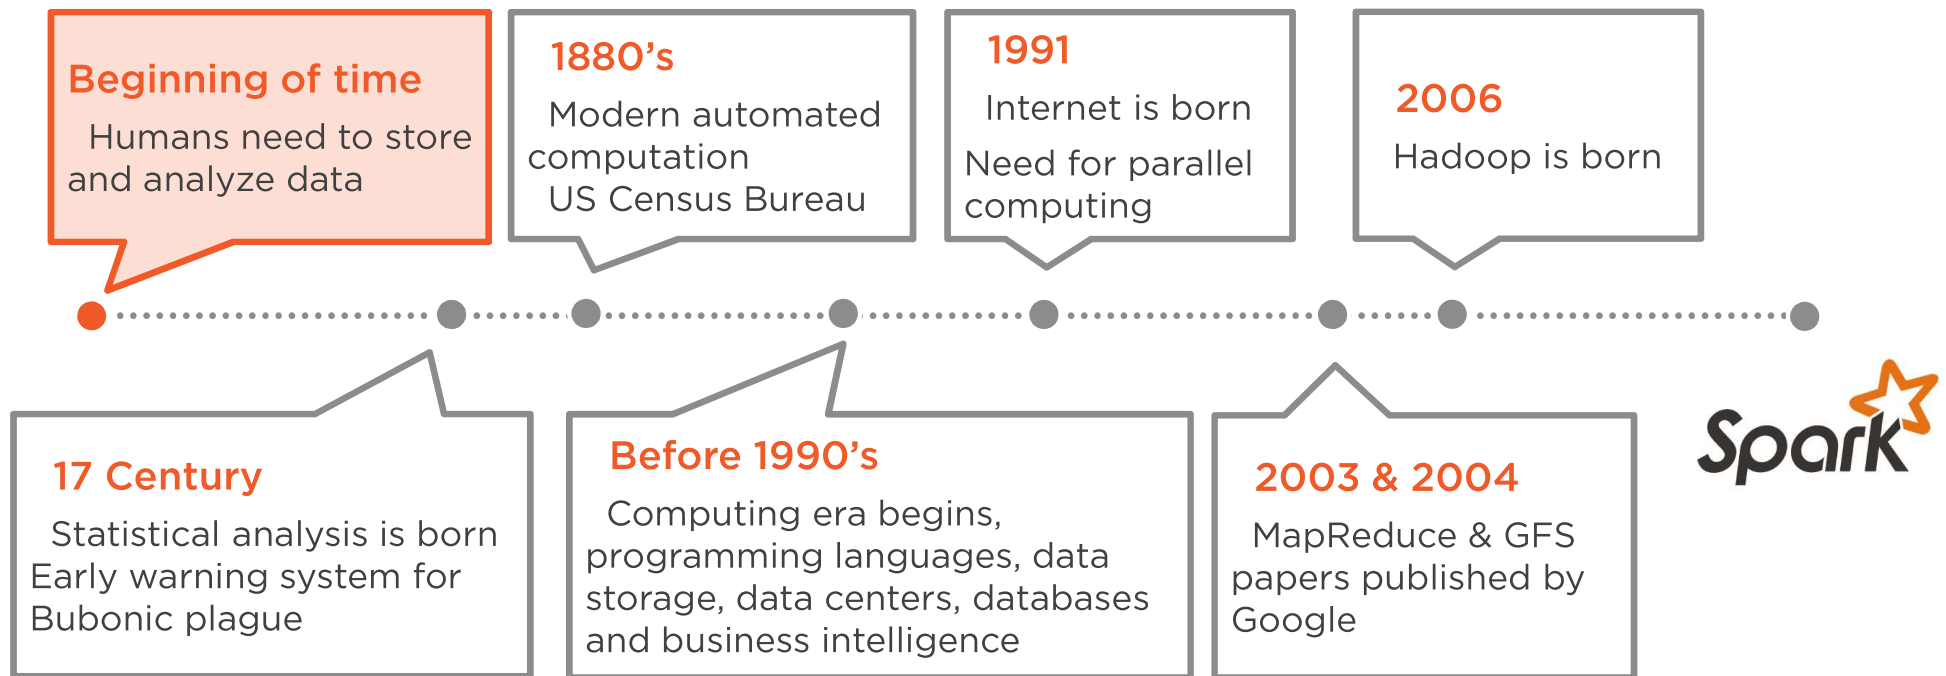 Beginning of time
Humans need to store
and analyze data
1880’s
Modern automated
computation
US Census Bureau
1991
Internet is born
Need for parallel
computing
2006
Hadoop is born
17 Century
Statistical analysis is born
Early warning system for
Bubonic plague
Before 1990’s
Computing era begins,
programming languages, data
storage, data centers, databases
and business intelligence
2003 & 2004
MapReduce & GFS
papers published by
Google
Spark